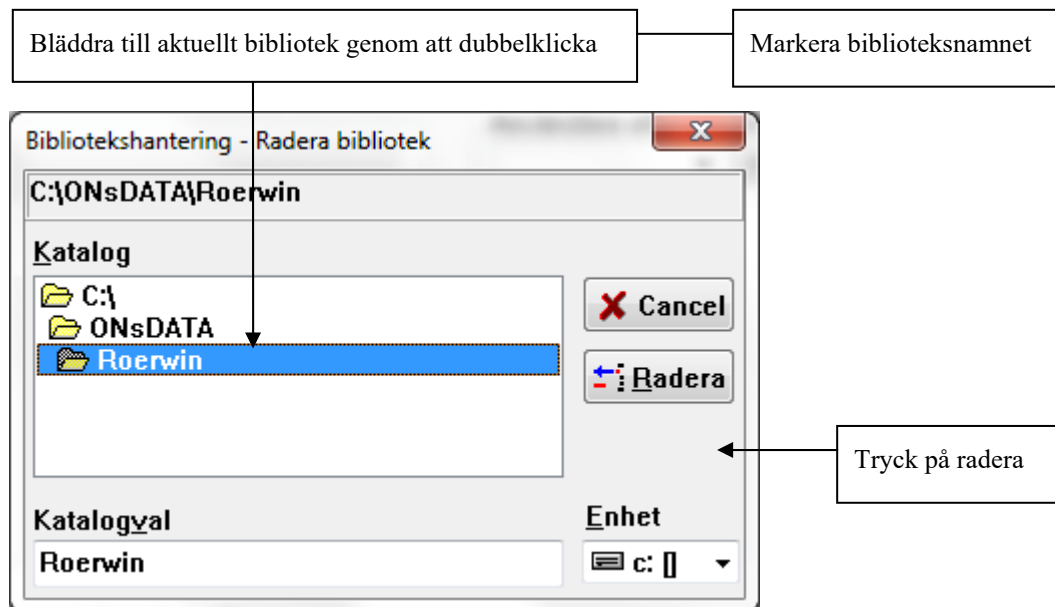 Bläddra till aktuellt bibliotek genom att dubbelklicka
Markera biblioteksnamnet
Bibliotekshantering - Radera bibliotek
C:\ONsDATA\Roerwin
Katalog
C:\
ONsDATA
Roerwin
Cancel
Radera
Tryck på radera
Katalogval
Enhet
Roerwin
c: []